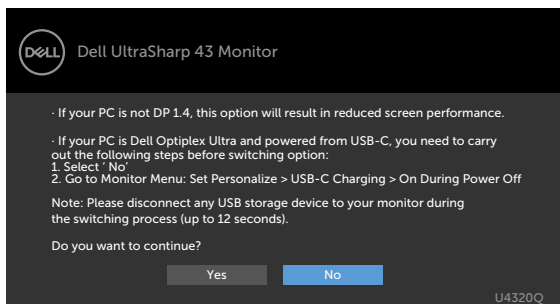 DELL
Dell UltraSharp 43 Monitor
· If your PC is not DP 1.4, this option will result in reduced screen performance.
· If your PC is Dell Optiplex Ultra and powered from USB-C, you need to carry
out the following steps before switching option:
1. Select ‘ No’
2. Go to Monitor Menu: Set Personalize > USB-C Charging > On During Power Off
Note: Please disconnect any USB storage device to your monitor during
the switching process (up to 12 seconds).
Do you want to continue?
Yes
No
U4320Q